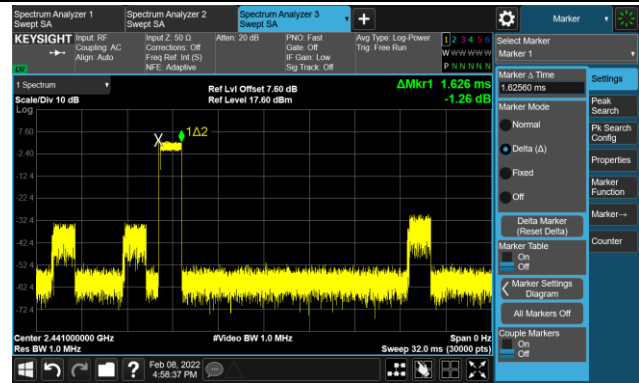 Spectrum Analyzer 1
Swept SA
Spectrum Analyzer 2
Swept SA
Spectrum Analyzer 3
Swept SA
Marker
KEYSIGHT
Input: RF
Coupling: AC
Align: Auto
Input Z: 50 Ω
Corrections: Off
Freq Ref: Int (S)
NFE: Adaptive
Atten: 20 dB
PNO: Fast
Gate: Off
IF Gain: Low
Sig Track: Off
Avg Type: Log-Power
Trig: Free Run
1 2 3 4 5 6
W W W W W W
P N N N N N
Select Marker
Marker 1
1 Spectrum
Scale/Div 10 dB
Log
Ref Lvl Offset 7.60 dB
Ref Level 17.60 dBm
ΔMkr1 1.626 ms
-1.26 dB
7.60
-2.40
-12.4
-22.4
-32.4
-42.4
-52.4
-62.4
-72.4
X
1Δ2
Center 2.441000000 GHz
Res BW 1.0 MHz
#Video BW 1.0 MHz
Span 0 Hz
Sweep 32.0 ms (30000 pts)
Marker Δ Time
1.62560 ms
Marker Mode
Normal
Delta (Δ)
Fixed
Off
Delta Marker
(Reset Delta)
Marker Table
On
Off
Marker Settings
Diagram
All Markers Off
Couple Markers
On
Off
Settings
Peak
Search
Pk Search
Config
Properties
Marker
Function
Marker→
Counter
?
Feb 08, 2022
4:58:37 PM